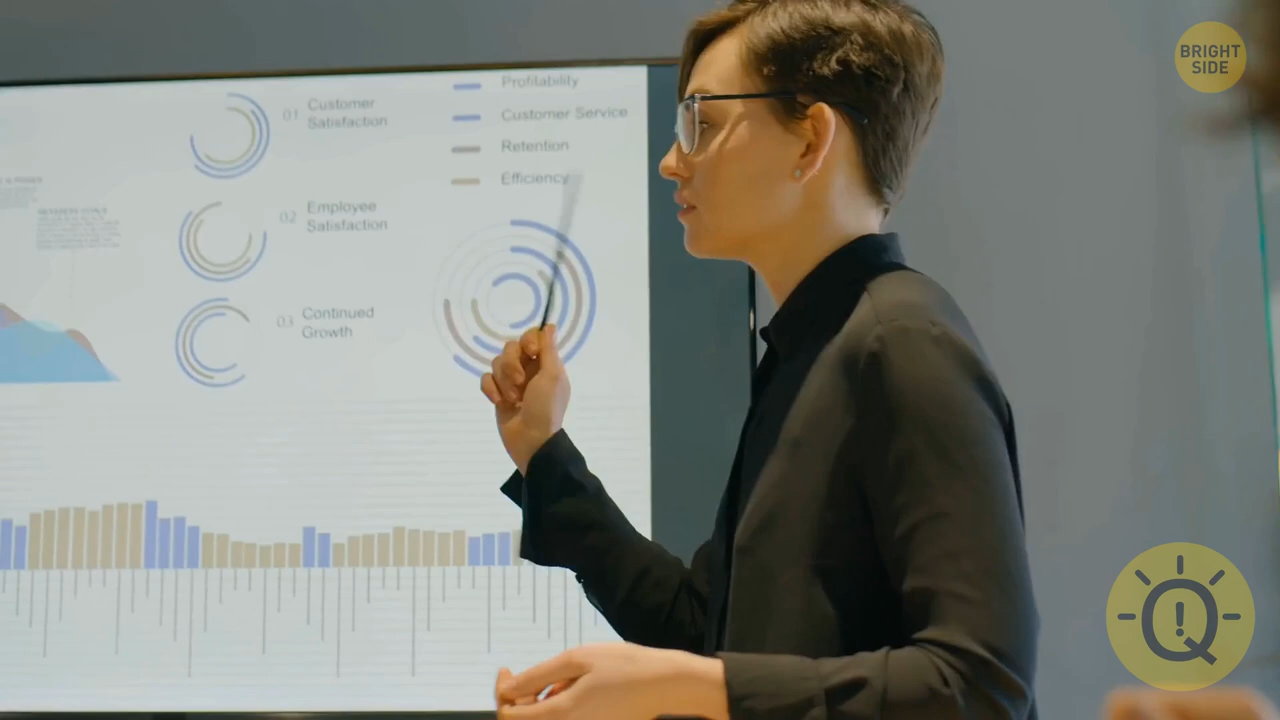 BRIGHT
SIDE
Profitability
Customer Service
Retention
Efficiency
01 Customer
Satisfaction
02 Employee
Satisfaction
03 Continued
Growth
Q!